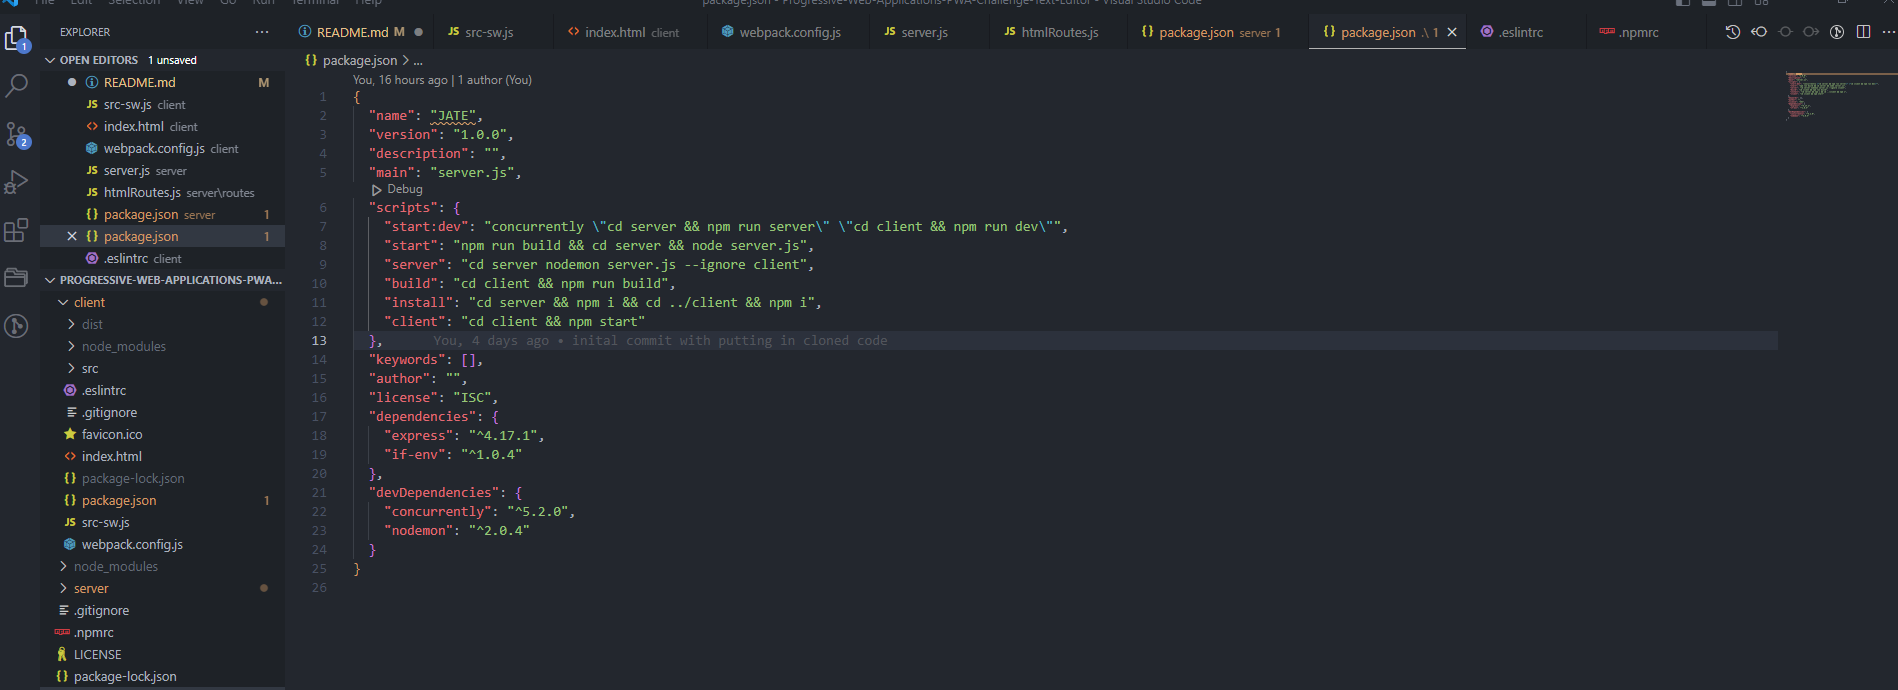 File Edit Selection View Go Run Terminal Help package.json - Progressive-Web-Applications-PWA-Challenge-Text-Editor - Visual Studio Code
EXPLORER ...
README.md M src-sw.js index.html client webpack.config.js server.js htmlRoutes.js package.json server 1 package.json .\ 1 .eslintrc .npmrc
1
2
OPEN EDITORS 1 unsaved
README.md M
JS src-sw.js client
<> index.html client
webpack.config.js client
JS server.js server
JS htmlRoutes.js server\routes
{} package.json server 1
{} package.json 1
.eslintrc client
PROGRESSIVE-WEB-APPLICATIONS-PWA...
client
dist
node_modules
src
.eslintrc
.gitignore
favicon.ico
<> index.html
{} package-lock.json
{} package.json 1
JS src-sw.js
webpack.config.js
node_modules
server
.gitignore
.npmrc
LICENSE
{} package-lock.json
{} package.json > ...
You, 16 hours ago | 1 author (You)
1 {
2 "name": "JATE",
3 "version": "1.0.0",
4 "description": "",
5 "main": "server.js",
Debug
6 "scripts": {
7 "start:dev": "concurrently \"cd server && npm run server\" \"cd client && npm run dev\"",
8 "start": "npm run build && cd server && node server.js",
9 "server": "cd server nodemon server.js --ignore client",
10 "build": "cd client && npm run build",
11 "install": "cd server && npm i && cd ../client && npm i",
12 "client": "cd client && npm start"
13 }, You, 4 days ago • inital commit with putting in cloned code
14 "keywords": [],
15 "author": "",
16 "license": "ISC",
17 "dependencies": {
18 "express": "^4.17.1",
19 "if-env": "^1.0.4"
20 },
21 "devDependencies": {
22 "concurrently": "^5.2.0",
23 "nodemon": "^2.0.4"
24 }
25 }
26